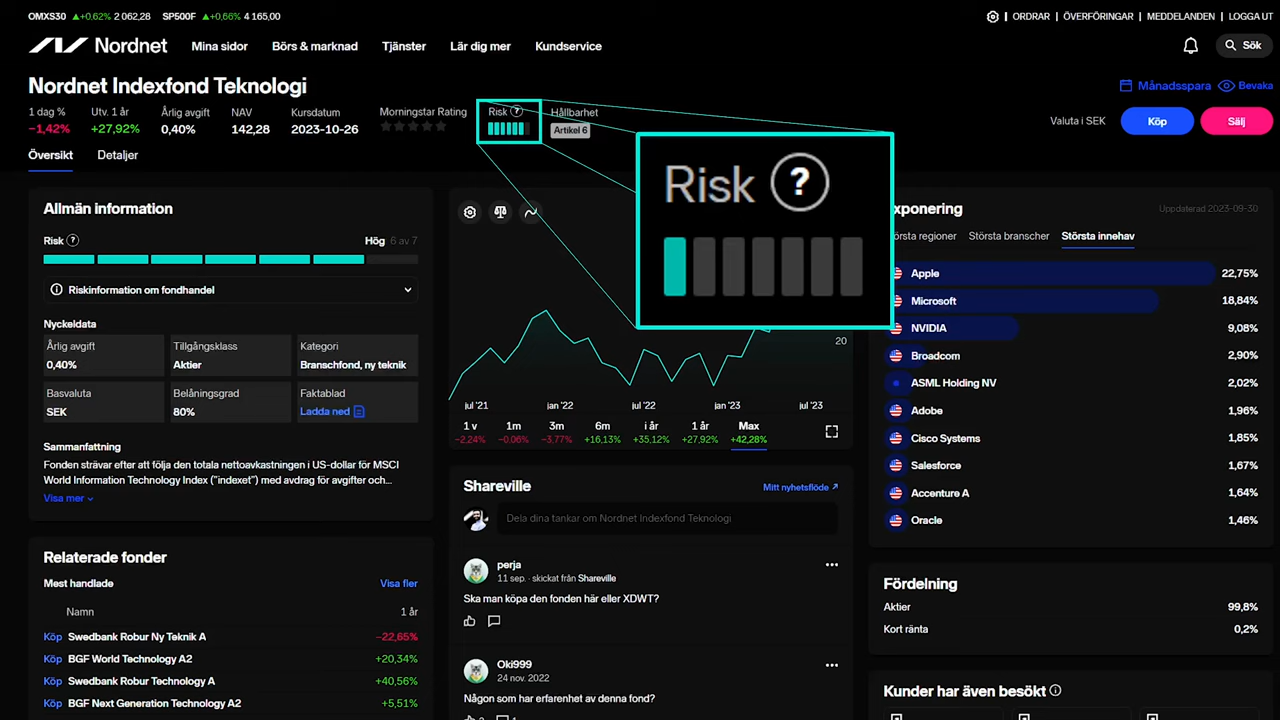 OMXS30 ▲+0.62% 2 062,28 SP500F ▲+0,66% 4 165,00
ORDRAR | ÖVERFÖRINGAR | MEDDELANDEN | LOGGA UT
Nordnet Mina sidor Börs & marknad Tjänster Lär dig mer Kundservice Sök
Nordnet Indexfond Teknologi
Månadsspara Bevaka
1 dag % Utv. 1 år Årlig avgift NAV Kursdatum Morningstar Rating Risk ? Hållbarhet
−1,42% +27,92% 0,40% 142,28 2023-10-26 Artikel 6
Valuta i SEK Köp Sälj
Översikt Detaljer
Risk ?
Allmän information
Risk ? Hög 6 av 7
Riskinformation om fondhandel
Nyckeldata
Årlig avgift Tillgångsklass Kategori
0,40% Aktier Branschfond, ny teknik
Basvaluta Belåningsgrad Faktablad
SEK 80% Ladda ned
Sammanfattning
Fonden strävar efter att följa den totala nettoavkastningen i US-dollar för MSCI
World Information Technology Index ("indexet") med avdrag för avgifter och...
Visa mer
Relaterade fonder
Mest handlade Visa fler
Namn 1 år
Köp Swedbank Robur Ny Teknik A −22,65%
Köp BGF World Technology A2 +20,34%
Köp Swedbank Robur Technology A +40,56%
Köp BGF Next Generation Technology A2 +5,51%
20
jul '21 jan '22 jul '22 jan '23 jul '23
1 v 1m 3m 6m i år 1 år Max
−2,24% −0,06% −3,77% +16,13% +35,12% +27,92% +42,28%
Shareville Mitt nyhetsflöde
Dela dina tankar om Nordnet Indexfond Teknologi
perja
11 sep. · skickat från Shareville
Ska man köpa den fonden här eller XDWT?
Oki999
24 nov. 2022
Någon som har erfarenhet av denna fond?
xponering Uppdaterad 2023-09-30
örsta regioner Största branscher Största innehav
Apple 22,75%
Microsoft 18,84%
NVIDIA 9,08%
Broadcom 2,90%
ASML Holding NV 2,02%
Adobe 1,96%
Cisco Systems 1,85%
Salesforce 1,67%
Accenture A 1,64%
Oracle 1,46%
Fördelning
Aktier 99,8%
Kort ränta 0,2%
Kunder har även besökt